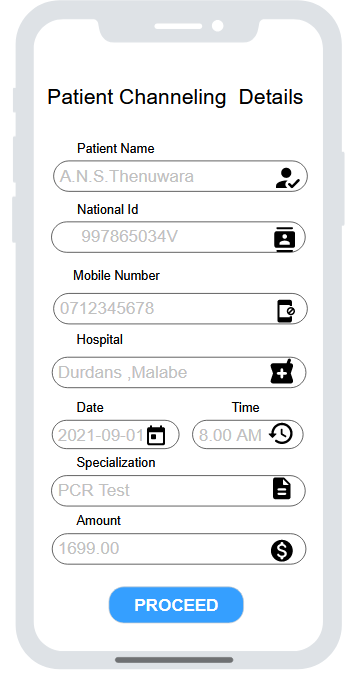 Patient Channeling Details
Patient Name
A.N.S.Thenuwara
National Id
997865034V
Mobile Number
0712345678
Hospital
Durdans ,Malabe
Date Time
2021-09-01 8.00 AM
Specialization
PCR Test
Amount
1699.00
PROCEED